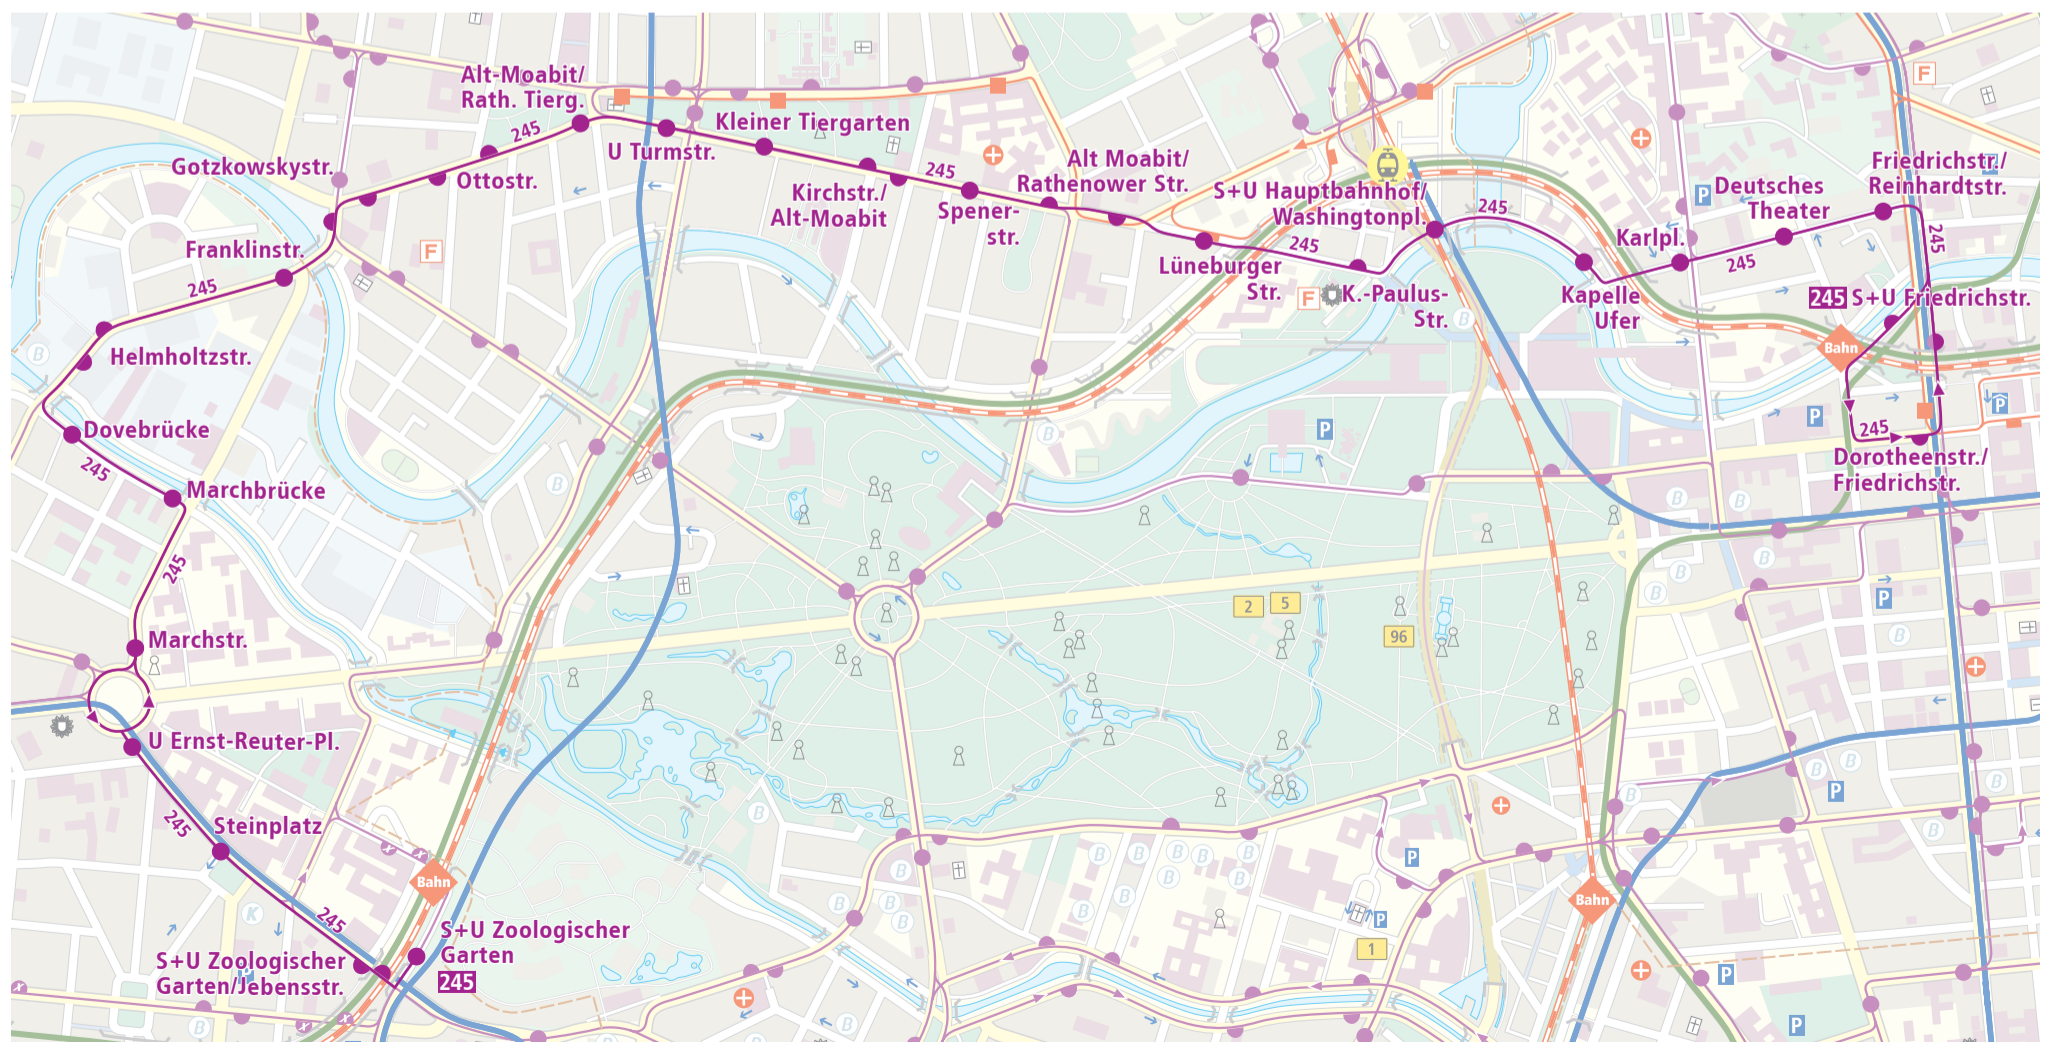 Alt-Moabit/
Rath. Tierg.
245
Kleiner Tiergarten
U Turmstr.
Gotzkowskystr.
Ottostr.
245
Alt Moabit/
Rathenower Str.
Kirchstr./
Alt-Moabit
Spener-
str.
Franklinstr.
245
S+U Hauptbahnhof/
Washingtonpl.
245
245
Lüneburger
Str.
K.-Paulus-
Str.
Kapelle
Ufer
Karlpl.
245
Deutsches
Theater
Friedrichstr./
Reinhardtstr.
245
245 S+U Friedrichstr.
Bahn
245
Dorotheenstr./
Friedrichstr.
Helmholtzstr.
Dovebrücke
245
Marchbrücke
245
Marchstr.
U Ernst-Reuter-Pl.
245
Steinplatz
245
Bahn
S+U Zoologischer
Garten
245
S+U Zoologischer
Garten/Jebensstr.
2
5
96
1
Bahn
F
F
F
P
P
P
P
P
P
P
P
P
P
B
B
B
B
B
B
B
K